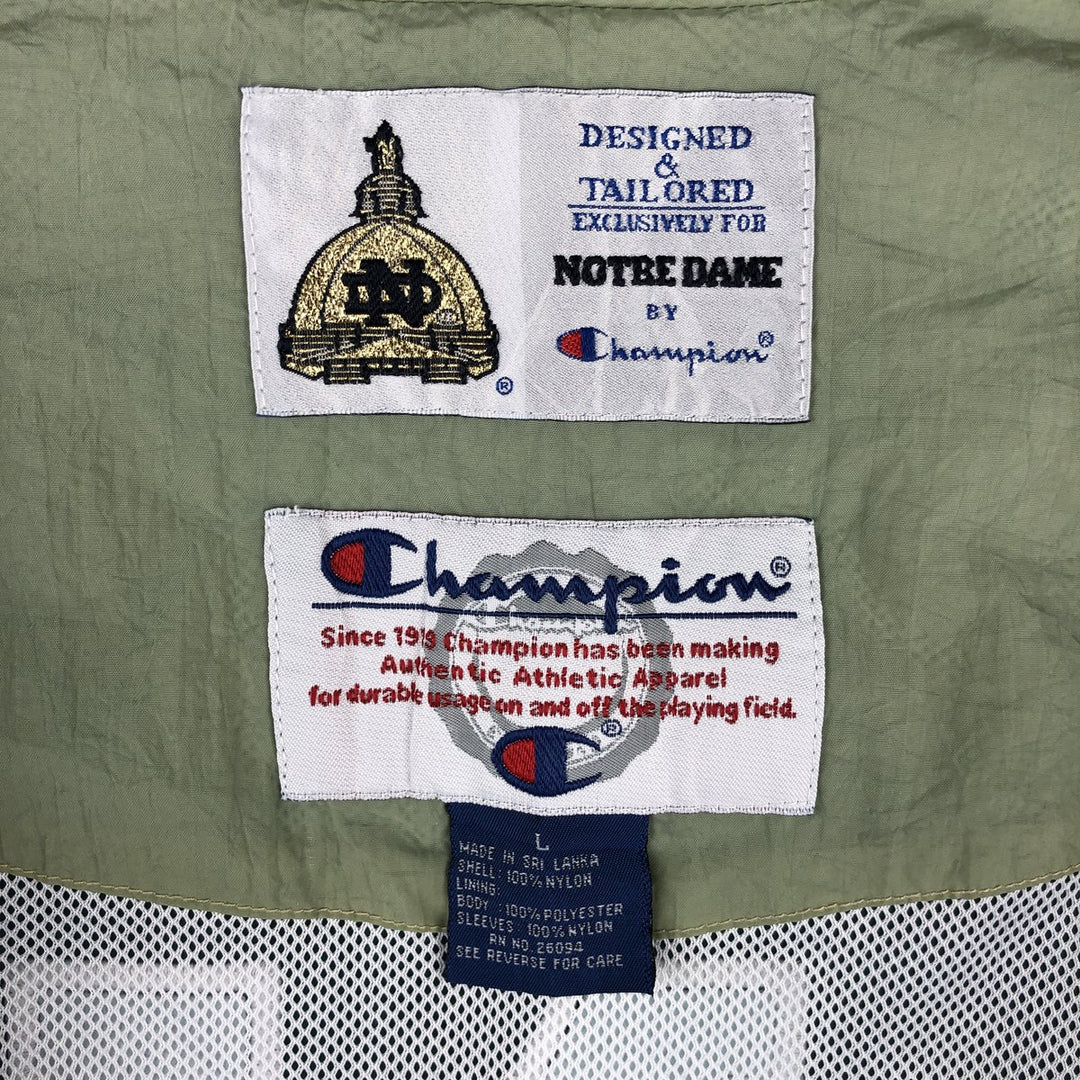 ND
®
DESIGNED
&
TAILORED
EXCLUSIVELY FOR
NOTRE DAME
BY
Champion®
Champion®
Since 1919 Champion has been making
Authentic Athletic Apparel
for durable usage on and off the playing field.
®
L
MADE IN SRI LANKA
SHELL: 100% NYLON
LINING:
BODY: 100% POLYESTER
SLEEVES: 100% NYLON
RN NO. 26094
SEE REVERSE FOR CARE